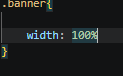 .banner{
width: 100%
}